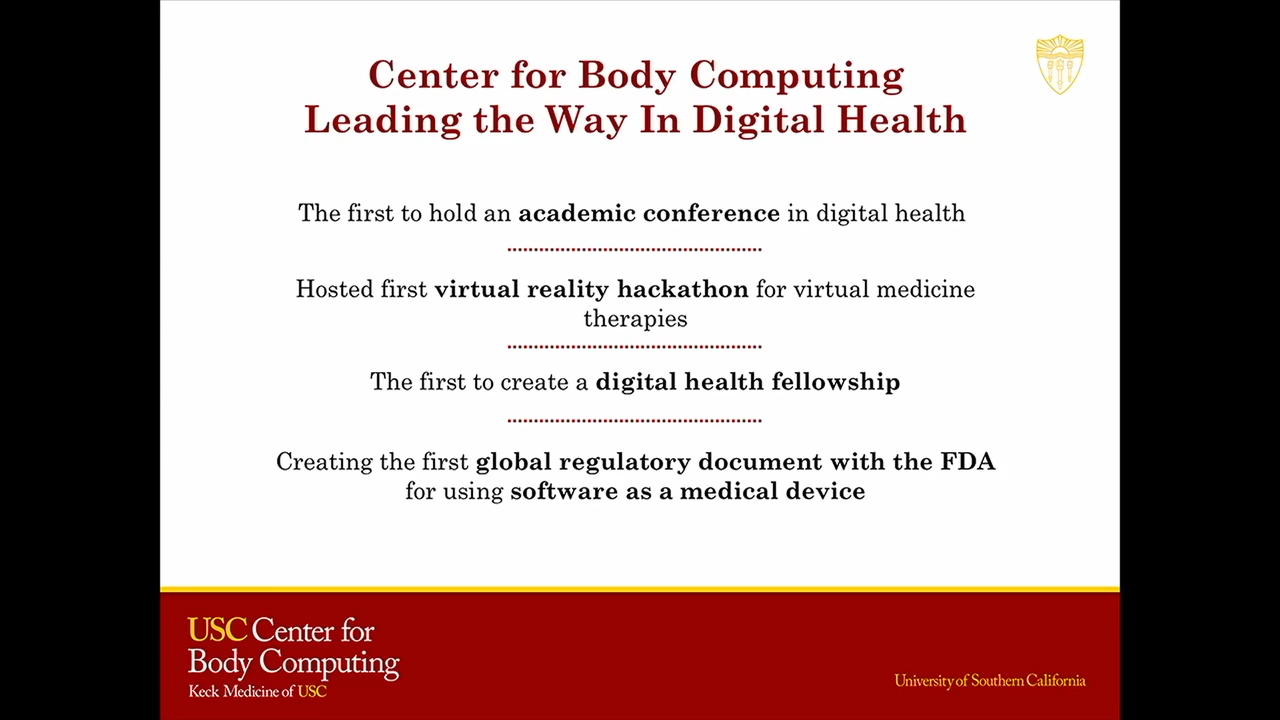 Center for Body Computing
Leading the Way In Digital Health
The first to hold an academic conference in digital health
Hosted first virtual reality hackathon for virtual medicine
therapies
The first to create a digital health fellowship
Creating the first global regulatory document with the FDA
for using software as a medical device
USC Center for
Body Computing
Keck Medicine of USC
University of Southern California